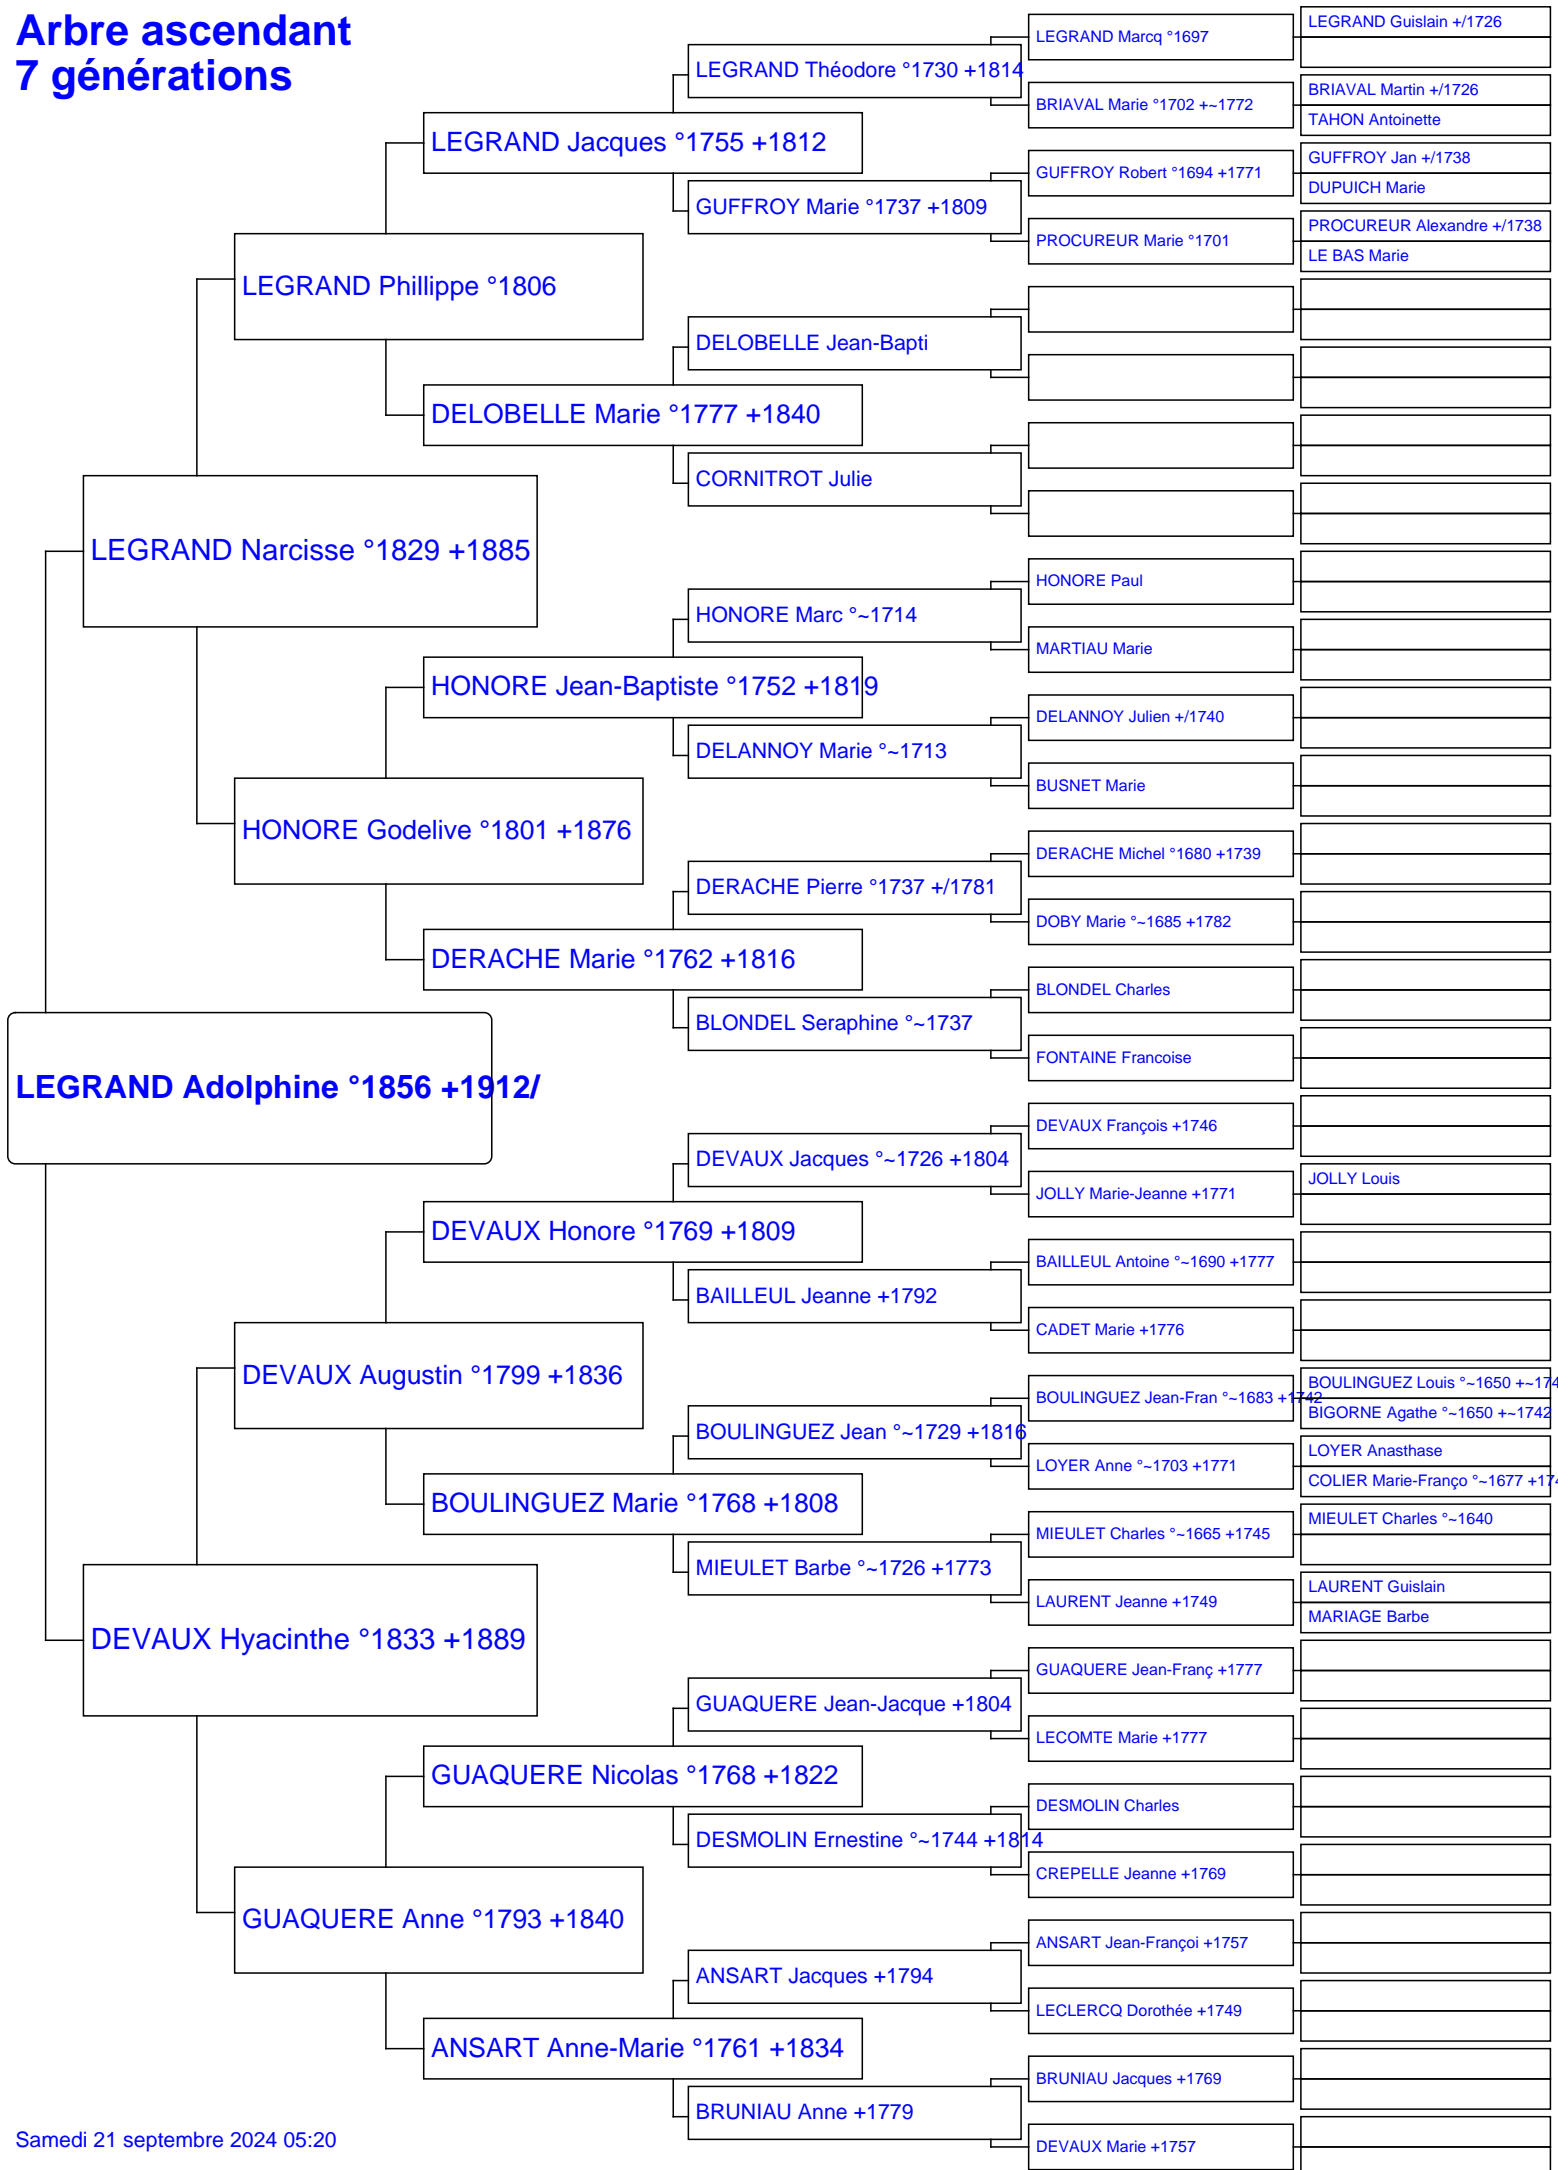 Arbre ascendant
7 générations
LEGRAND Adolphine °1856 +1912/
LEGRAND Narcisse °1829 +1885
DEVAUX Hyacinthe °1833 +1889
LEGRAND Phillippe °1806
HONORE Godelive °1801 +1876
DEVAUX Augustin °1799 +1836
GUAQUERE Anne °1793 +1840
LEGRAND Jacques °1755 +1812
DELOBELLE Marie °1777 +1840
HONORE Jean-Baptiste °1752 +1819
DERACHE Marie °1762 +1816
DEVAUX Honore °1769 +1809
BOULINGUEZ Marie °1768 +1808
GUAQUERE Nicolas °1768 +1822
ANSART Anne-Marie °1761 +1834
LEGRAND Théodore °1730 +1814
GUFFROY Marie °1737 +1809
DELOBELLE Jean-Bapti
CORNITROT Julie
HONORE Marc °~1714
DELANNOY Marie °~1713
DERACHE Pierre °1737 +/1781
BLONDEL Seraphine °~1737
DEVAUX Jacques °~1726 +1804
BAILLEUL Jeanne +1792
BOULINGUEZ Jean °~1729 +1816
MIEULET Barbe °~1726 +1773
GUAQUERE Jean-Jacque +1804
DESMOLIN Ernestine °~1744 +1814
ANSART Jacques +1794
BRUNIAU Anne +1779
LEGRAND Marcq °1697
BRIAVAL Marie °1702 +~1772
GUFFROY Robert °1694 +1771
PROCUREUR Marie °1701
HONORE Paul
MARTIAU Marie
DELANNOY Julien +/1740
BUSNET Marie
DERACHE Michel °1680 +1739
DOBY Marie °~1685 +1782
BLONDEL Charles
FONTAINE Francoise
DEVAUX François +1746
JOLLY Marie-Jeanne +1771
BAILLEUL Antoine °~1690 +1777
CADET Marie +1776
BOULINGUEZ Jean-Fran °~1683 +1742
LOYER Anne °~1703 +1771
MIEULET Charles °~1665 +1745
LAURENT Jeanne +1749
GUAQUERE Jean-Franç +1777
LECOMTE Marie +1777
DESMOLIN Charles
CREPELLE Jeanne +1769
ANSART Jean-Françoi +1757
LECLERCQ Dorothée +1749
BRUNIAU Jacques +1769
DEVAUX Marie +1757
LEGRAND Guislain +/1726
BRIAVAL Martin +/1726
TAHON Antoinette
GUFFROY Jan +/1738
DUPUICH Marie
PROCUREUR Alexandre +/1738
LE BAS Marie
JOLLY Louis
BOULINGUEZ Louis °~1650 +~174
BIGORNE Agathe °~1650 +~1742
LOYER Anasthase
COLIER Marie-Franço °~1677 +174
MIEULET Charles °~1640
LAURENT Guislain
MARIAGE Barbe
Samedi 21 septembre 2024 05:20